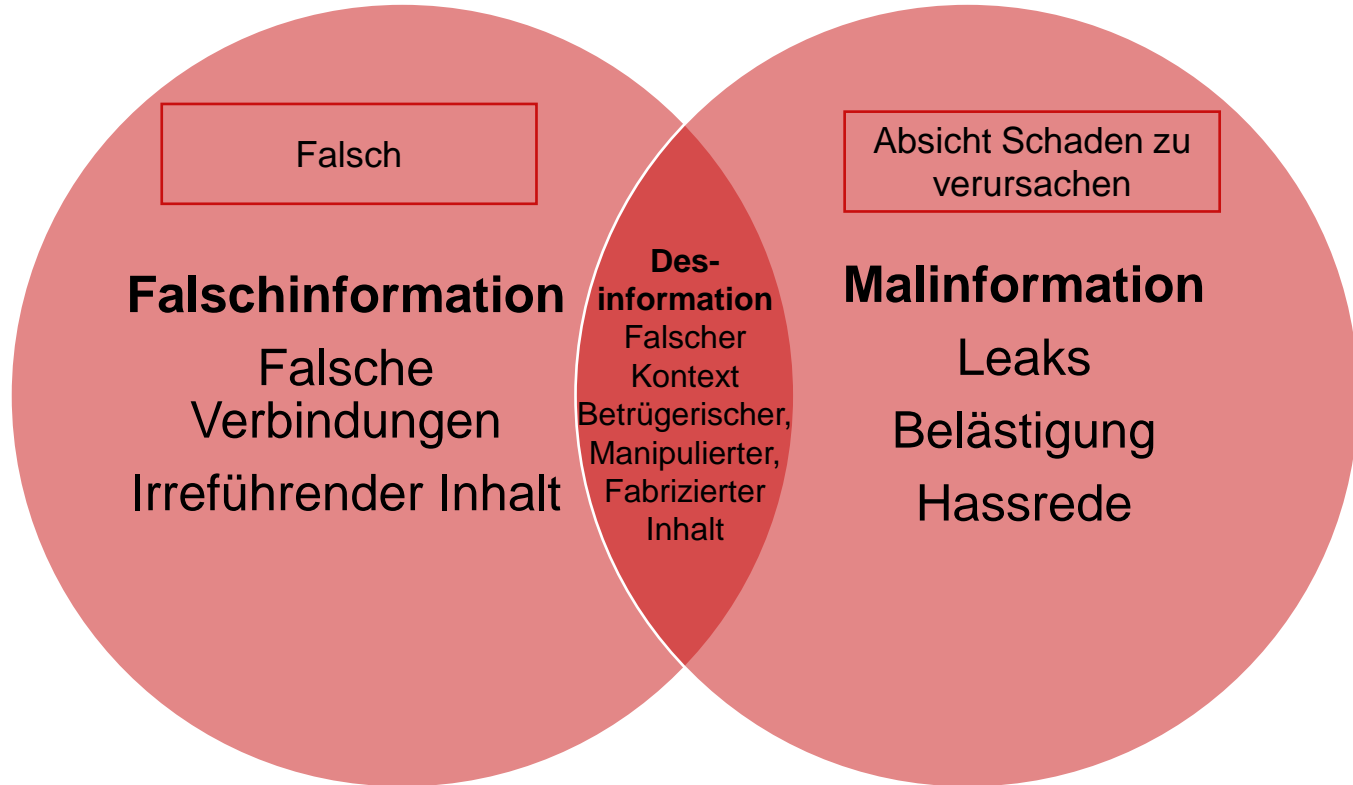 Falsch
Falschinformation
Falsche
Verbindungen
Irreführender Inhalt
Des-
information
Falscher
Kontext
Betrügerischer,
Manipulierter,
Fabrizierter
Inhalt
Absicht Schaden zu
verursachen
Malinformation
Leaks
Belästigung
Hassrede